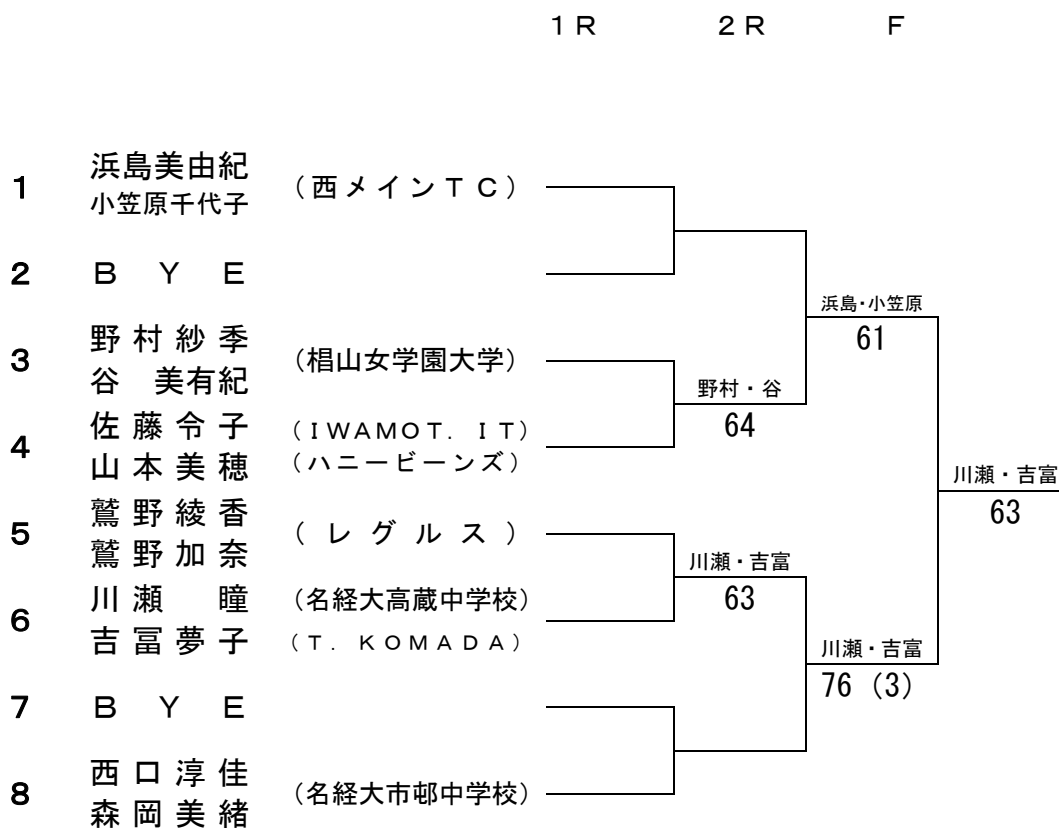 １Ｒ ２Ｒ Ｆ
1 浜島美由紀 小笠原千代子 （西メインＴＣ）
2 Ｂ Ｙ Ｅ
浜島・小笠原
61
3 野村紗季 谷 美有紀 （椙山女学園大学）
野村・谷
64
4 佐藤令子 山本美穂 （ＩＷＡＭＯＴ．ＩＴ） （ハニービーンズ）
川瀬・吉富
63
5 鷲野綾香 鷲野加奈 （レグルス）
川瀬・吉富
63
6 川瀬 瞳 吉冨夢子 （名経大高蔵中学校） （Ｔ．ＫＯＭＡＤＡ）
川瀬・吉富
76 (3)
7 Ｂ Ｙ Ｅ
8 西口淳佳 森岡美緒 （名経大市邨中学校）